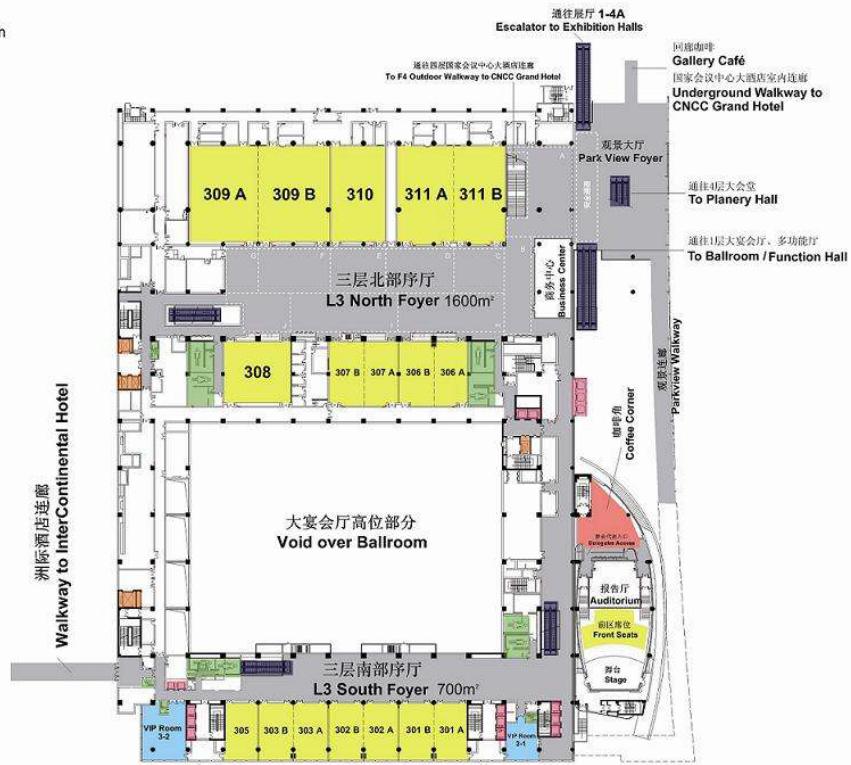 通往展厅 1-4A
Escalator to Exhibition Halls
回廊咖啡
Gallery Café
国家会议中心大酒店室内连廊
Underground Walkway to
CNCC Grand Hotel
通往四层国家会议中心大酒店连廊
To F4 Outdoor Walkway to CNCC Grand Hotel
观景大厅
Park View Foyer
通往4层大会堂
To Planery Hall
通往1层大宴会厅、多功能厅
To Ballroom / Function Hall
309 A
309 B
310
311 A
311 B
A
B
C
D
E
F
G
三层北部序厅
L3 North Foyer 1600m²
商务中心
Business Center
308
307 B
307 A
306 B
306 A
观景连廊
Parkview Walkway
咖啡角
Coffee Corner
洲际酒店连廊
Walkway to InterContinental Hotel
大宴会厅高位部分
Void over Ballroom
Delegates Access
报告厅
Auditorium
前区席位
Front Seats
舞台
Stage
三层南部序厅
L3 South Foyer 700m²
VIP Room
3-2
305
303 B
303 A
302 B
302 A
301 B
301 A
VIP Room
3-1